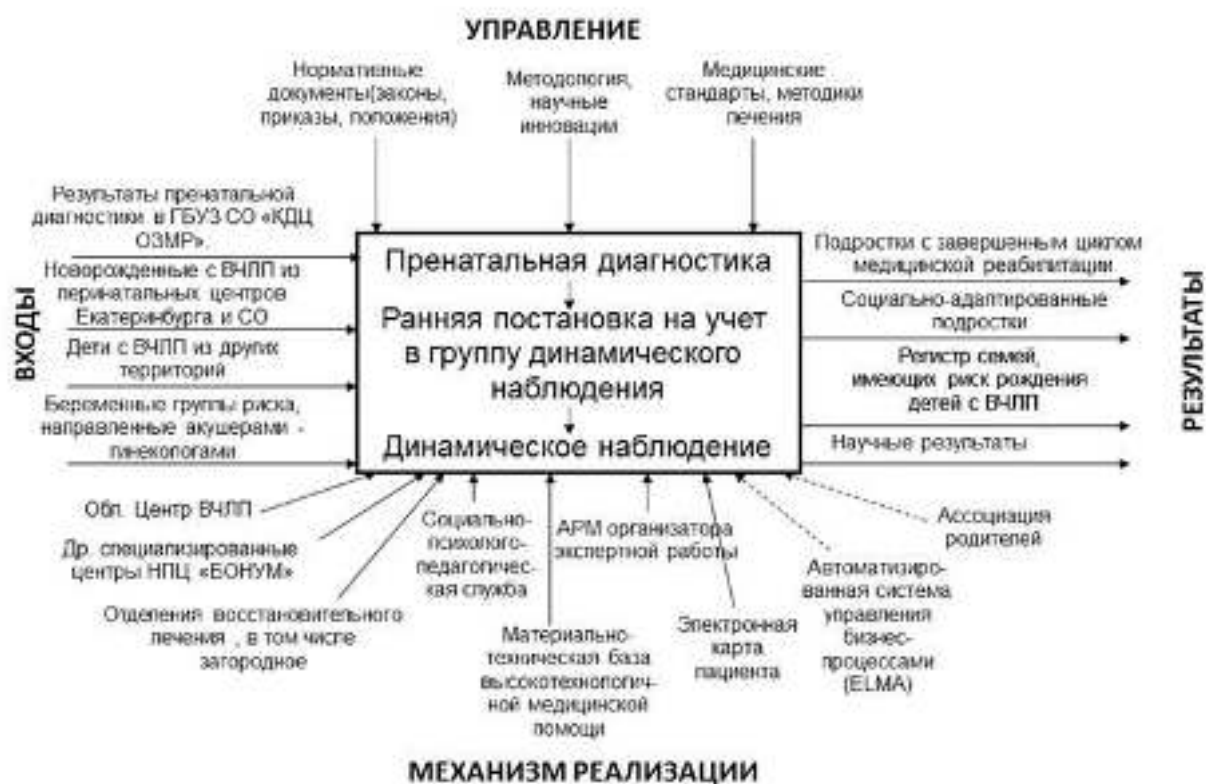 УПРАВЛЕНИЕ
Нормативные
документы(законы,
приказы, положения)
Методология,
научные
инновации
Медицинские
стандарты, методики
лечения
ВХОДЫ
Результаты пренатальной
диагностики в ГБУЗ СО «КДЦ
ОЗМР».
Новорожденные с ВЧЛП из
перинатальных центров
Екатеринбурга и СО
Дети с ВЧЛП из других
территорий
Беременные группы риска,
направленные акушерами -
гинекологами
Пренатальная диагностика
Ранняя постановка на учет
в группу динамического
наблюдения
Динамическое наблюдение
Подростки с завершенным циклом
медицинской реабилитации
Социально-адаптированные
подростки
Регистр семей,
имеющих риск рождения
детей с ВЧЛП
Научные результаты
РЕЗУЛЬТАТЫ
Обл. Центр ВЧЛП
Др. специализированные
центры НПЦ «БОНУМ»
Отделения восстановительного
лечения , в том числе
загородное
Социально-
психолого-
педагогичес-
кая служба
Материально-
техническая база
высокотехнологич-
ной медицинской
помощи
АРМ организатора
экспертной работы
Электронная
карта
пациента
Автоматизиро-
ванная система
управления
бизнес-
процессами
(ELMA)
Ассоциация
родителей
МЕХАНИЗМ РЕАЛИЗАЦИИ